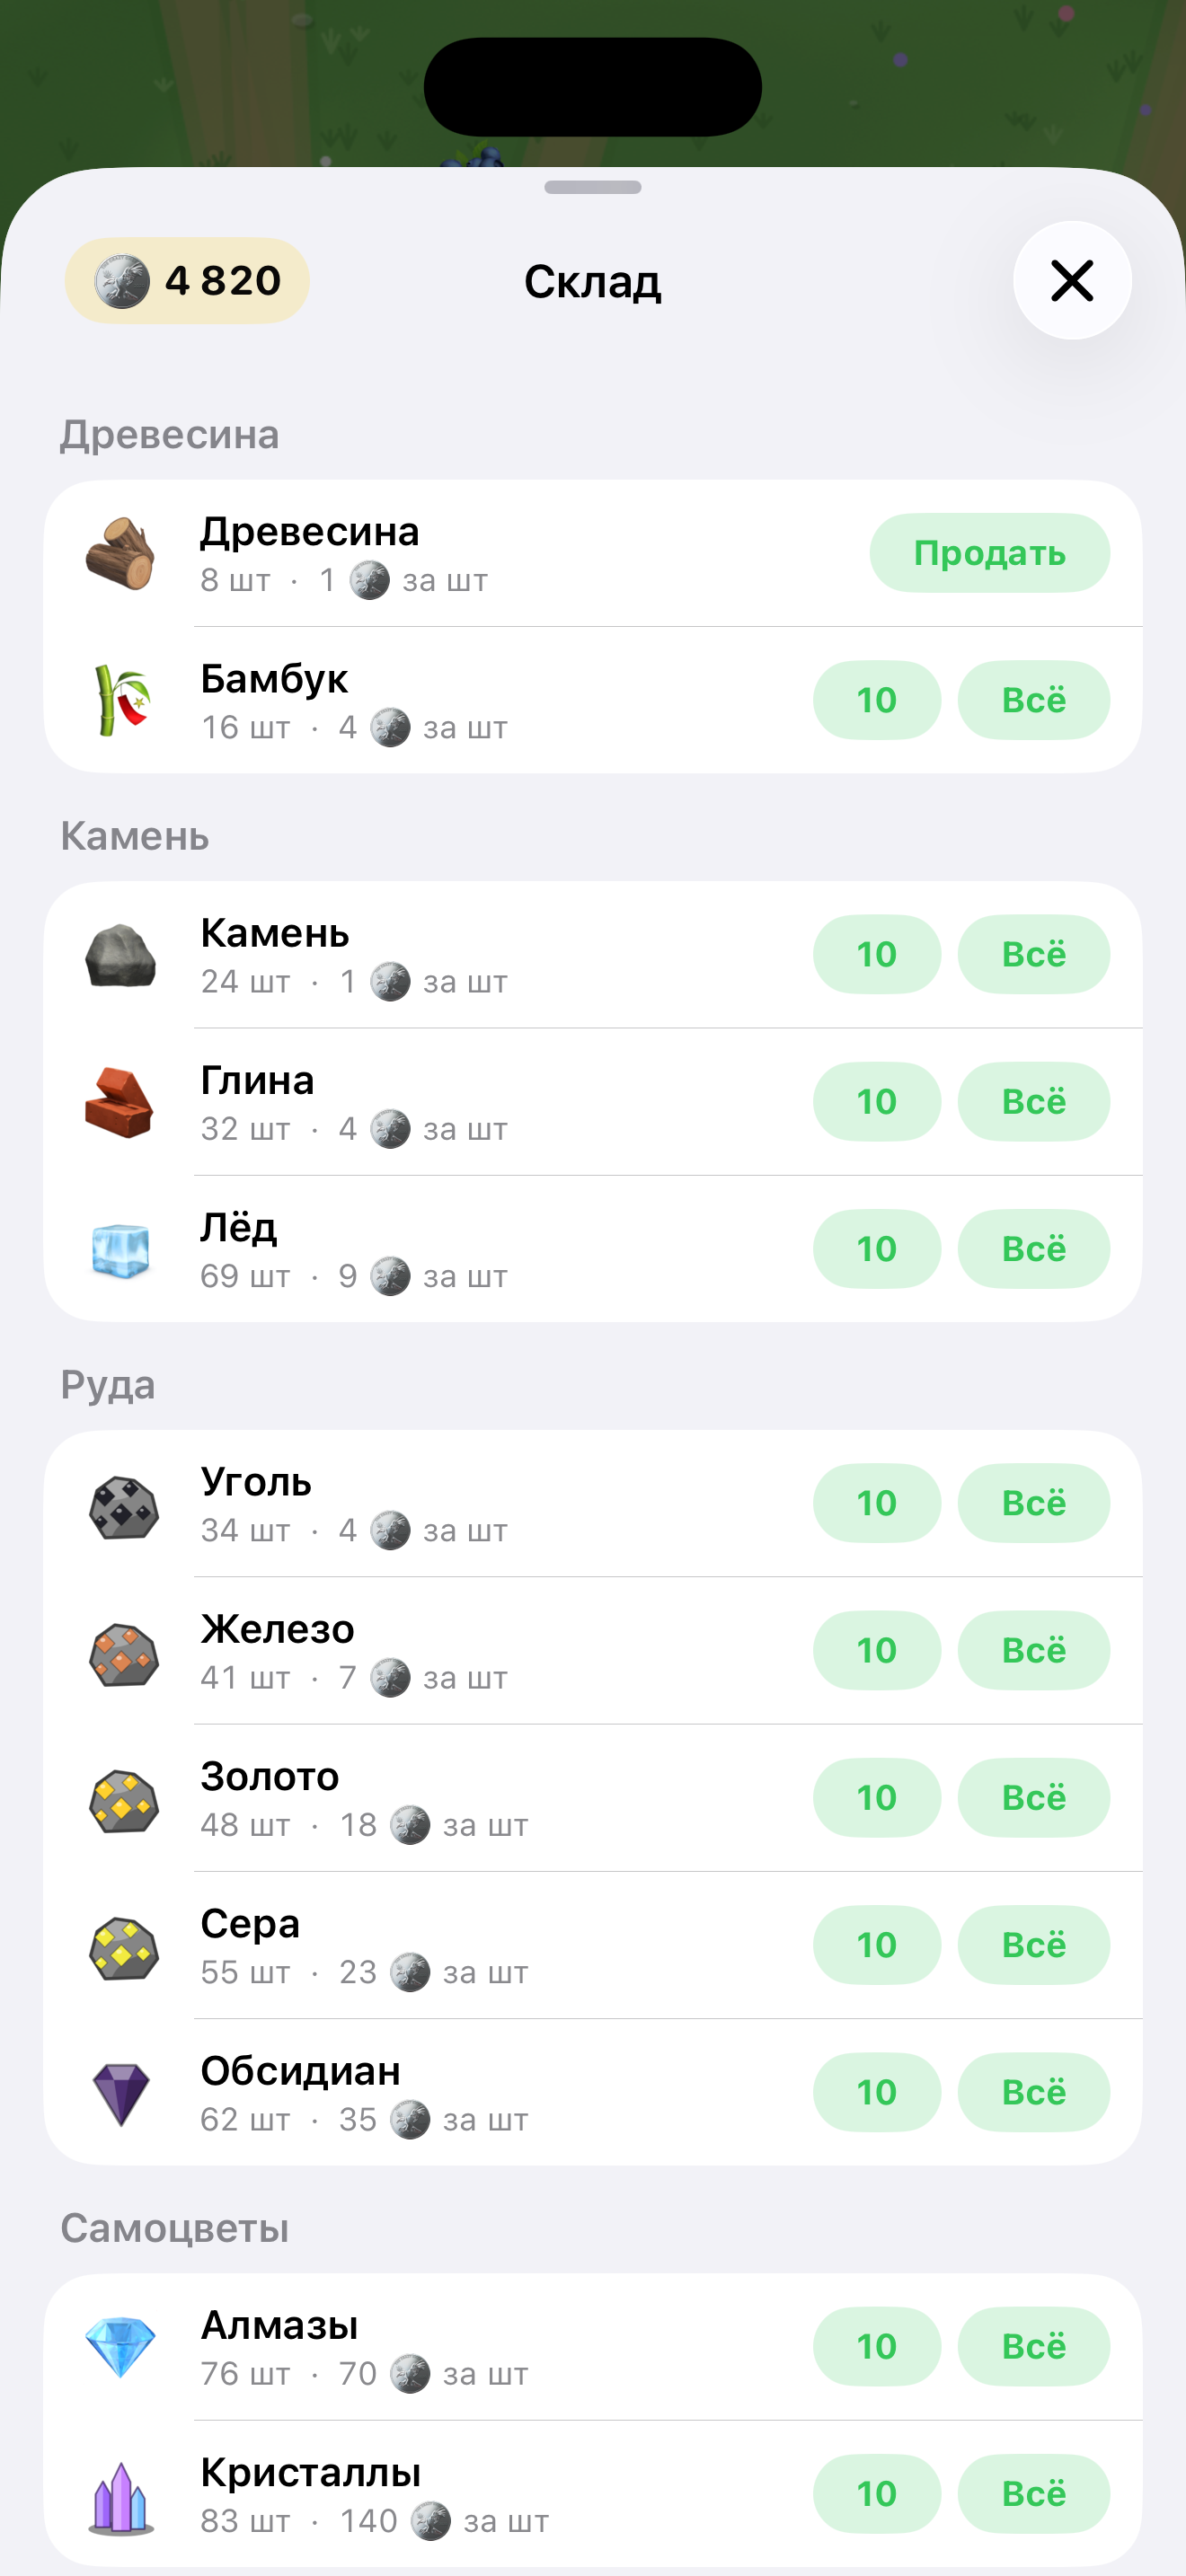 4 820
Склад
Древесина
Древесина
8 шт · 1 за шт
Продать
Бамбук
16 шт · 4 за шт
10 Всё
Камень
Камень
24 шт · 1 за шт
10 Всё
Глина
32 шт · 4 за шт
10 Всё
Лёд
69 шт · 9 за шт
10 Всё
Руда
Уголь
34 шт · 4 за шт
10 Всё
Железо
41 шт · 7 за шт
10 Всё
Золото
48 шт · 18 за шт
10 Всё
Сера
55 шт · 23 за шт
10 Всё
Обсидиан
62 шт · 35 за шт
10 Всё
Самоцветы
Алмазы
76 шт · 70 за шт
10 Всё
Кристаллы
83 шт · 140 за шт
10 Всё